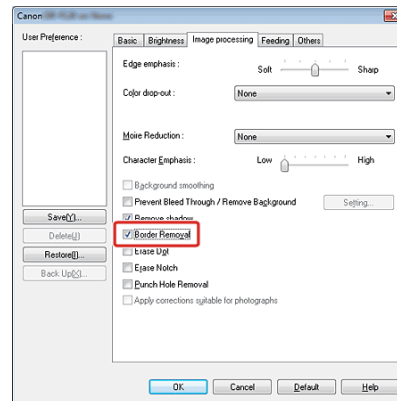 Canon
User Preference :
Basic Brightness Image processing Feeding Others
Edge emphasis :
Soft Sharp
Color drop-out :
None
Moire Reduction :
None
Character Emphasis :
Low High
Background smoothing
Prevent Bleed Through / Remove Background
Setting...
Save(Y)...
Remove shadow
Delete(J)
Border Removal
Restore(I)...
Erase Dot
Back Up(K)...
Erase Notch
Punch Hole Removal
Apply corrections suitable for photographs
OK Cancel Default Help